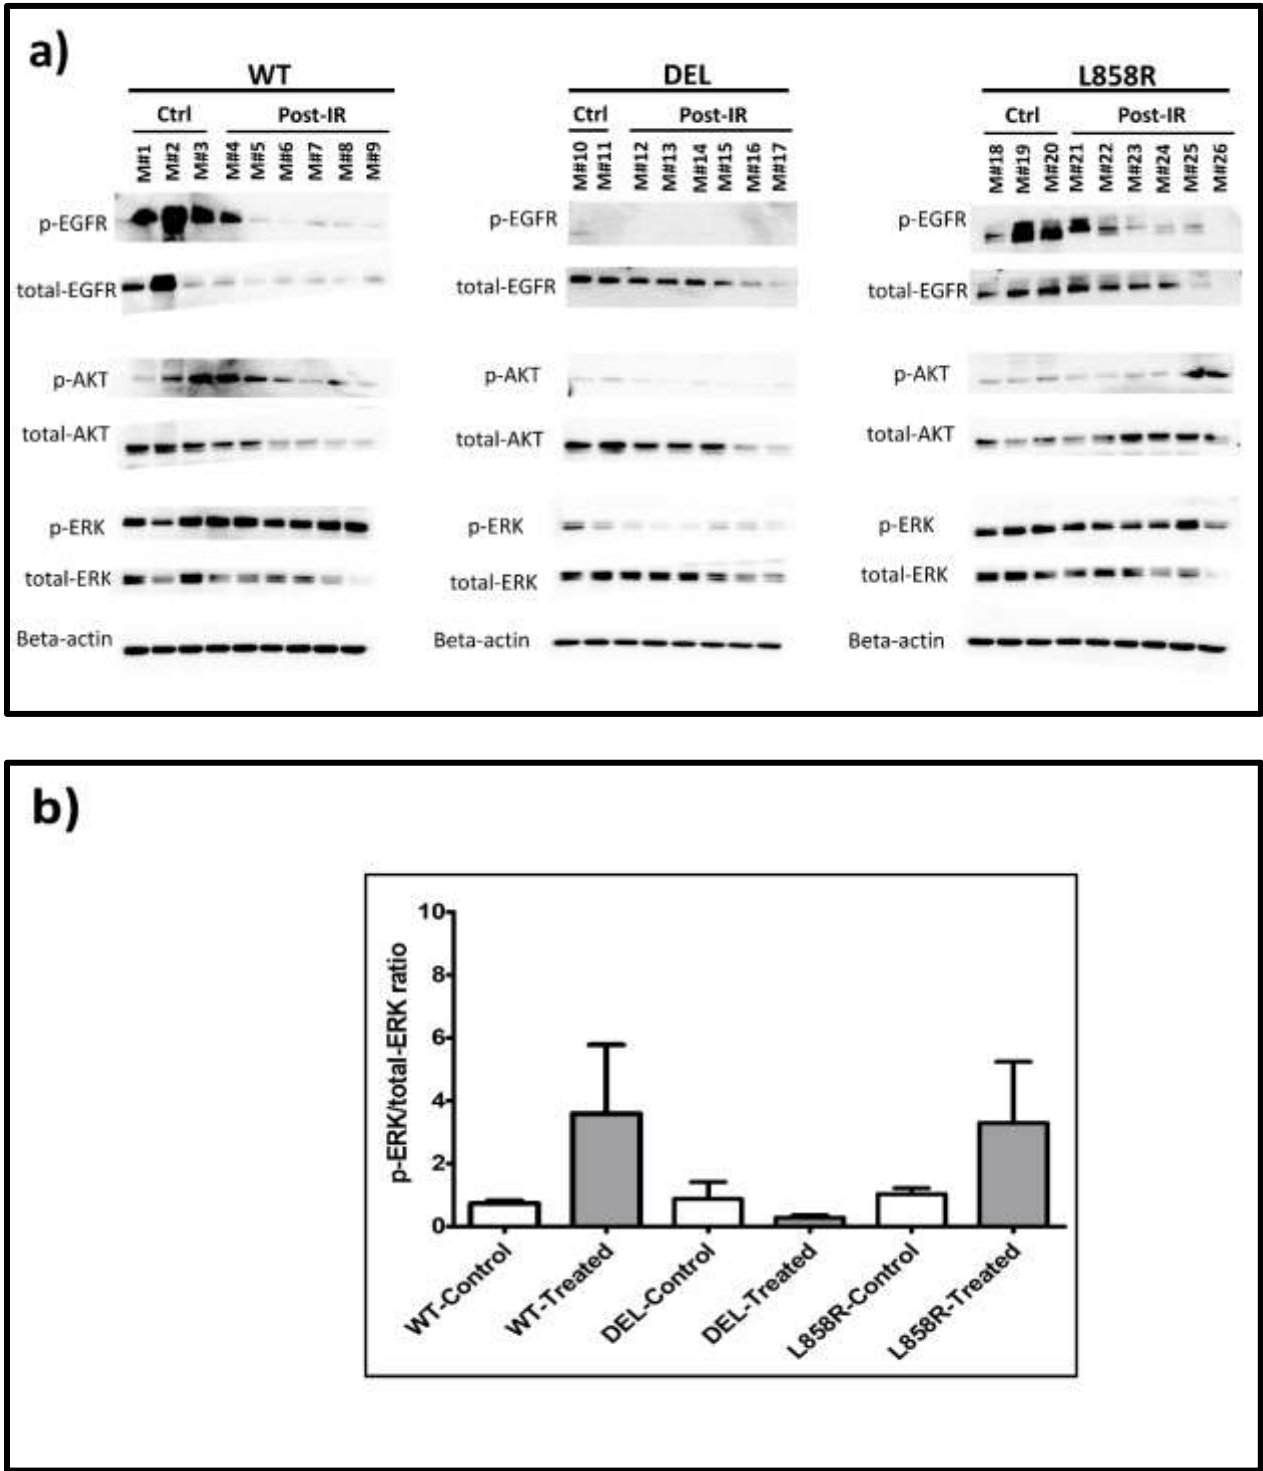 a)
WT
DEL
L858R
Ctrl
Post-IR
Ctrl
Post-IR
Ctrl
Post-IR
M#1
M#2
M#3
M#4
M#5
M#6
M#7
M#8
M#9
M#10
M#11
M#12
M#13
M#14
M#15
M#16
M#17
M#18
M#19
M#20
M#21
M#22
M#23
M#24
M#25
M#26
p-EGFR
p-EGFR
p-EGFR
total-EGFR
total-EGFR
total-EGFR
p-AKT
p-AKT
p-AKT
total-AKT
total-AKT
total-AKT
p-ERK
p-ERK
p-ERK
total-ERK
total-ERK
total-ERK
Beta-actin
Beta-actin
Beta-actin
b)
p-ERK/total-ERK ratio
10
8
6
4
2
0
WT-Control
WT-Treated
DEL-Control
DEL-Treated
L858R-Control
L858R-Treated